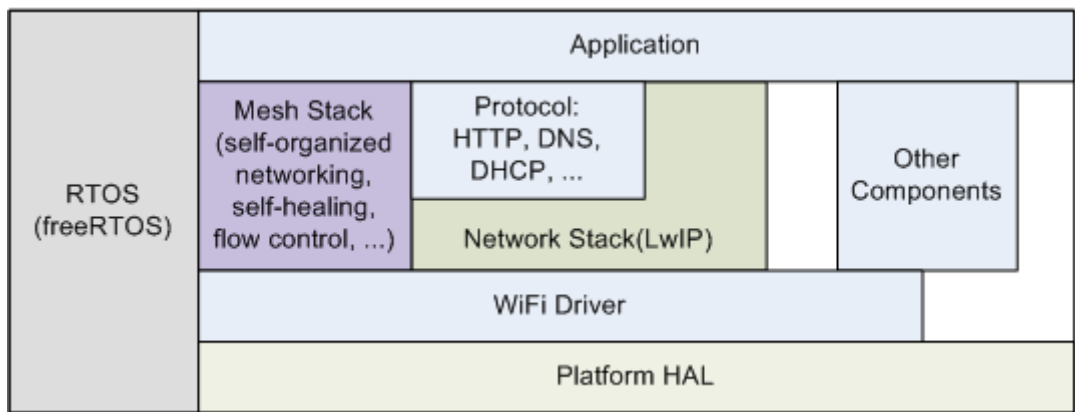 RTOS
(freeRTOS)
Application
Mesh Stack
(self-organized
networking,
self-healing,
flow control, ...)
Protocol:
HTTP, DNS,
DHCP, ...
Network Stack(LwIP)
Other
Components
WiFi Driver
Platform HAL